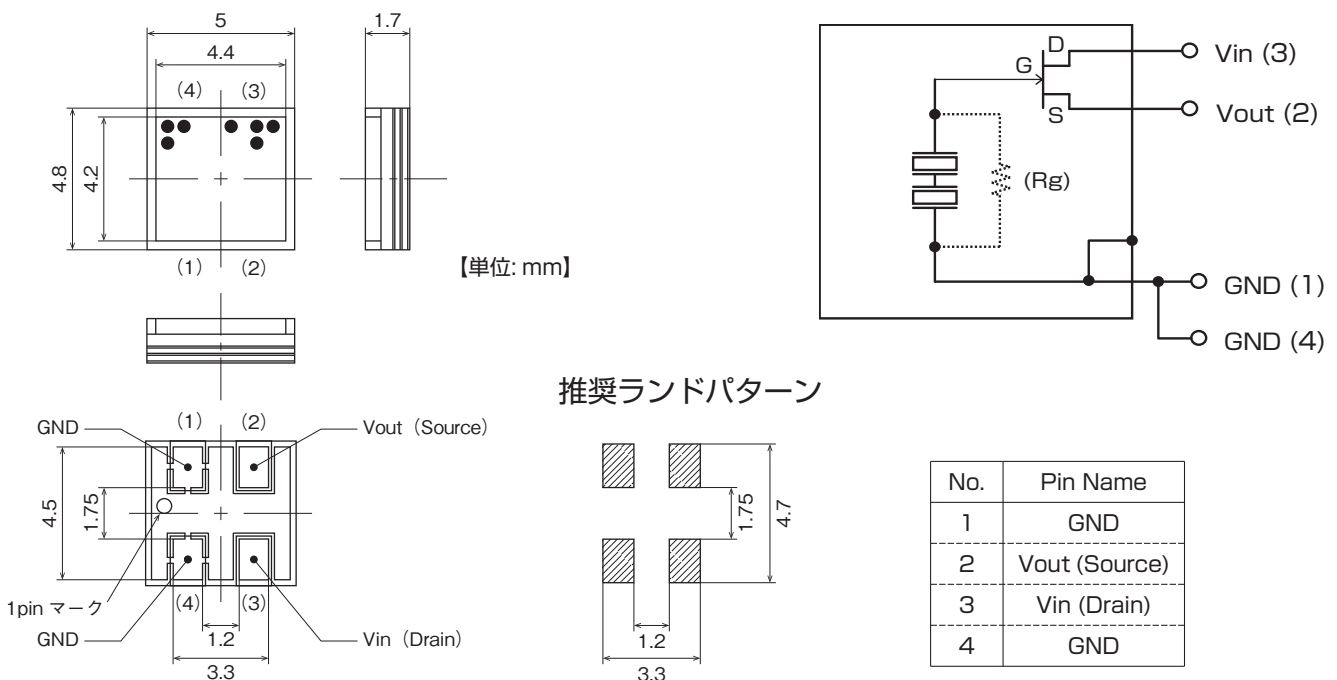 5
4.4
(4)
(3)
4.8
4.2
(1)
(2)
1.7
【単位: mm】
GND
(1)
(2)
Vout (Source)
4.5
1.75
1pin マーク
GND
(4)
(3)
Vin (Drain)
1.2
3.3
推奨ランドパターン
1.75
4.7
1.2
3.3
D
G
S
Vin (3)
Vout (2)
(Rg)
GND (1)
GND (4)
No. Pin Name
1 GND
2 Vout (Source)
3 Vin (Drain)
4 GND